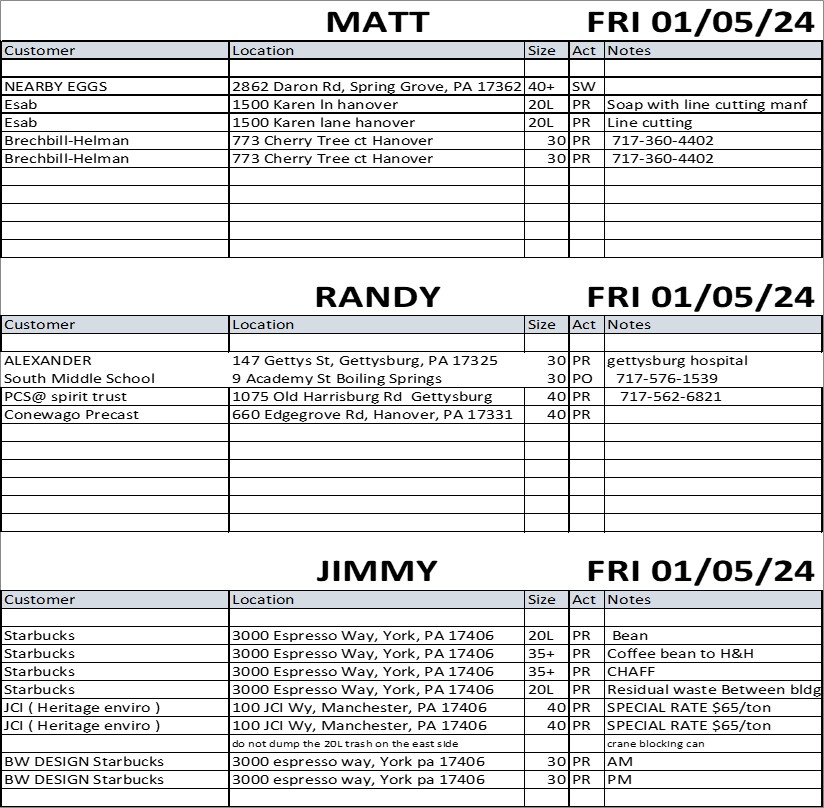 MATT FRI 01/05/24
Customer Location Size Act Notes
NEARBY EGGS 2862 Daron Rd, Spring Grove, PA 17362 40+ SW
Esab 1500 Karen ln hanover 20L PR Soap with line cutting manf
Esab 1500 Karen lane hanover 20L PR Line cutting
Brechbill-Helman 773 Cherry Tree ct Hanover 30 PR 717-360-4402
Brechbill-Helman 773 Cherry Tree ct Hanover 30 PR 717-360-4402
RANDY FRI 01/05/24
Customer Location Size Act Notes
ALEXANDER 147 Gettys St, Gettysburg, PA 17325 30 PR gettysburg hospital
South Middle School 9 Academy St Boiling Springs 30 PO 717-576-1539
PCS@ spirit trust 1075 Old Harrisburg Rd Gettysburg 40 PR 717-562-6821
Conewago Precast 660 Edgegrove Rd, Hanover, PA 17331 40 PR
JIMMY FRI 01/05/24
Customer Location Size Act Notes
Starbucks 3000 Espresso Way, York, PA 17406 20L PR Bean
Starbucks 3000 Espresso Way, York, PA 17406 35+ PR Coffee bean to H&H
Starbucks 3000 Espresso Way, York, PA 17406 35+ PR CHAFF
Starbucks 3000 Espresso Way, York, PA 17406 20L PR Residual waste Between bldg
JCI ( Heritage enviro ) 100 JCI Wy, Manchester, PA 17406 40 PR SPECIAL RATE $65/ton
JCI ( Heritage enviro ) 100 JCI Wy, Manchester, PA 17406 40 PR SPECIAL RATE $65/ton
do not dump the 20L trash on the east side crane blocking can
BW DESIGN Starbucks 3000 espresso way, York pa 17406 30 PR AM
BW DESIGN Starbucks 3000 espresso way, York pa 17406 30 PR PM